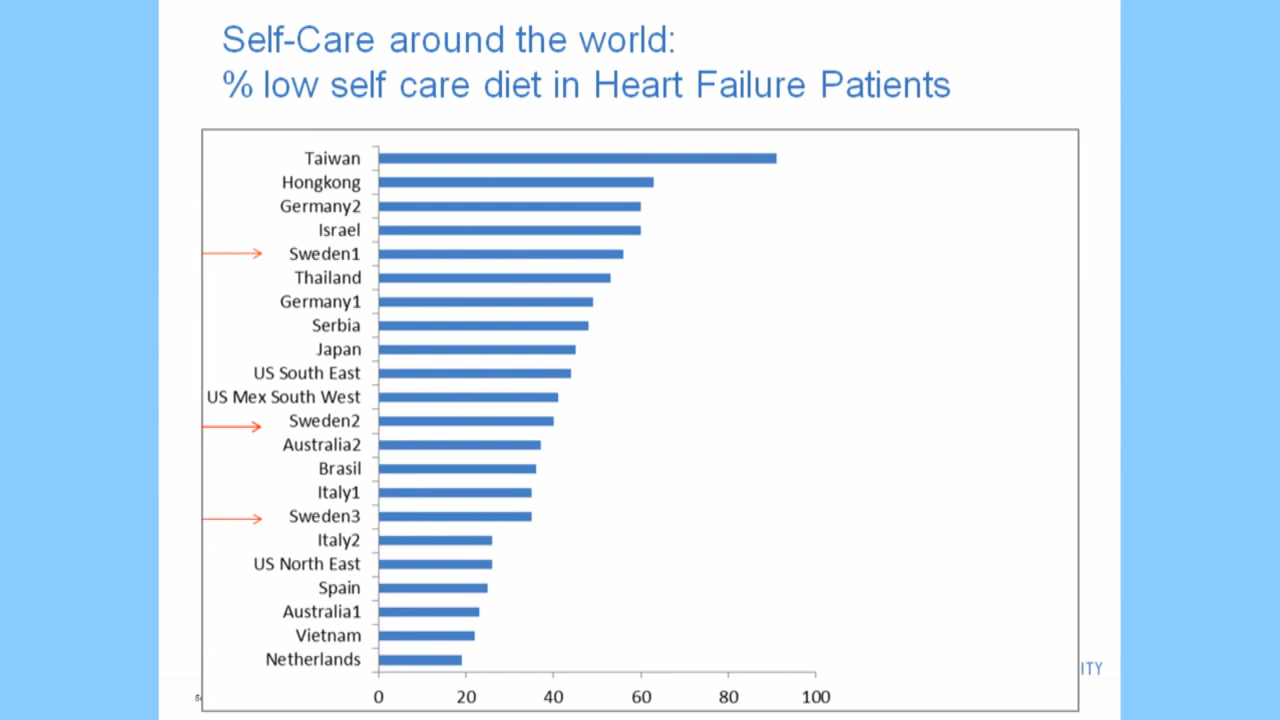 Self-Care around the world:
% low self care diet in Heart Failure Patients
Taiwan
Hongkong
Germany2
Israel
Sweden1
Thailand
Germany1
Serbia
Japan
US South East
US Mex South West
Sweden2
Australia2
Brasil
Italy1
Sweden3
Italy2
US North East
Spain
Australia1
Vietnam
Netherlands
ITY
0 20 40 60 80 100